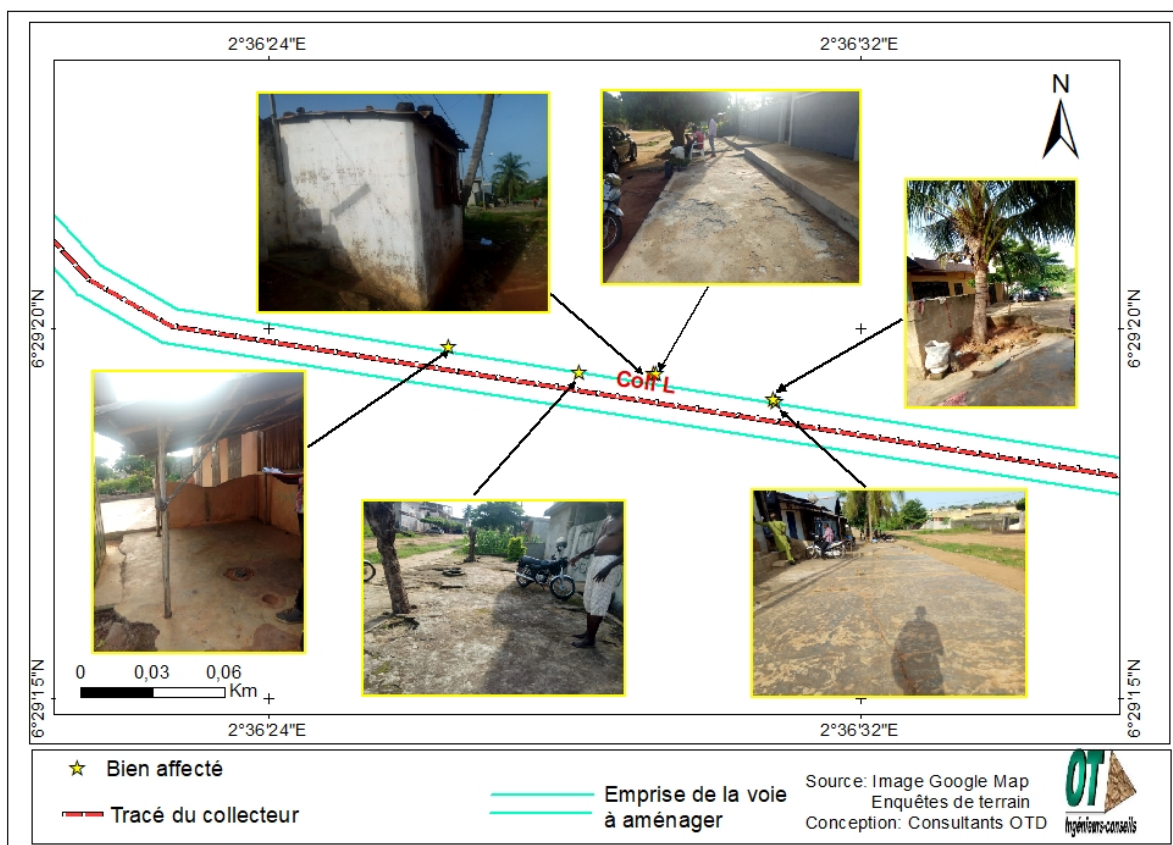 2°36'24"E 2°36'32"E
N
6°29'20"N 6°29'20"N
Coll L
0 0,03 0,06
Km
6°29'15"N 6°29'15"N
2°36'24"E 2°36'32"E
Bien affecté
Tracé du collecteur
Emprise de la voie
à aménager
Source: Image Google Map
Enquêtes de terrain
Conception: Consultants OTD
OT
Ingénieurs-conseils